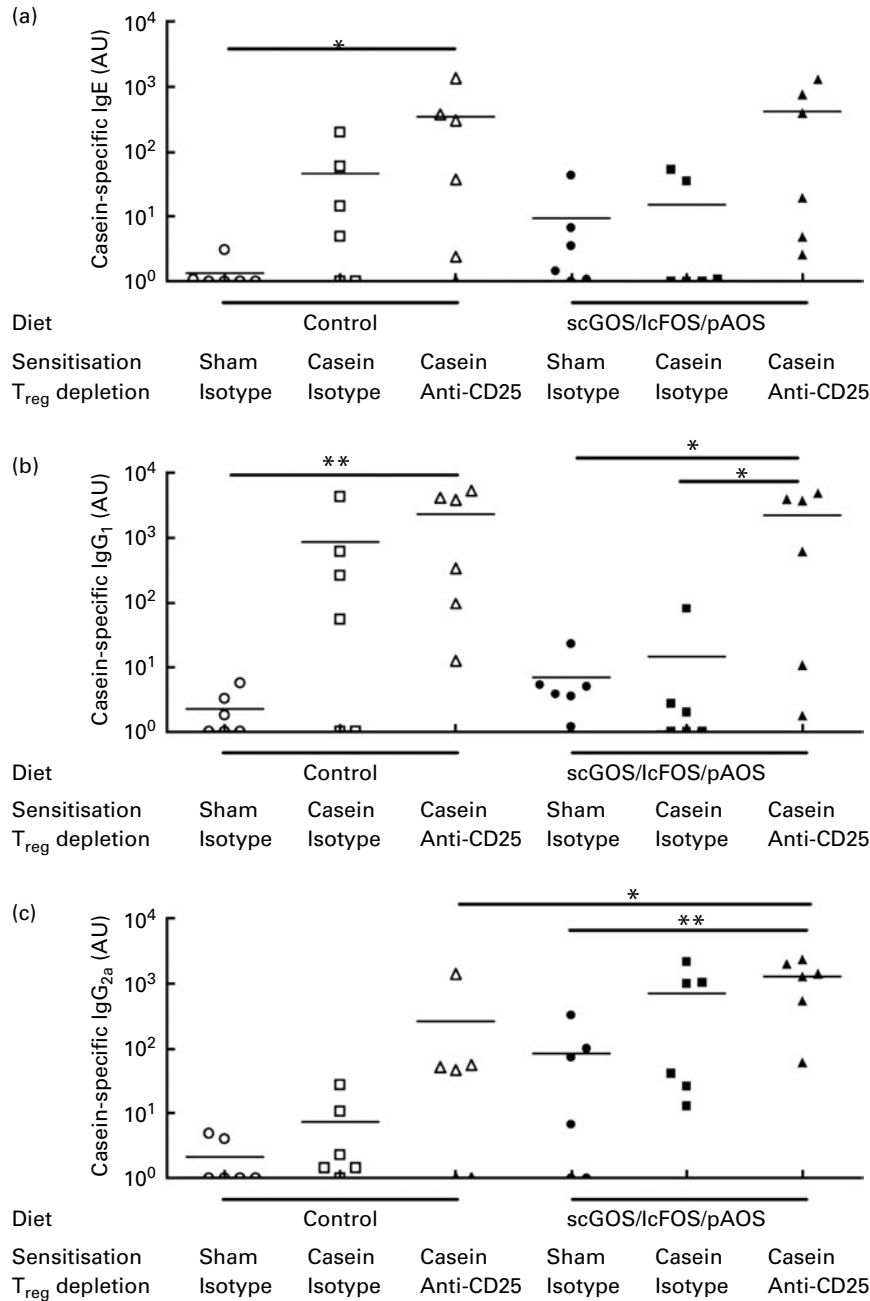 (a)
Casein-specific IgE (AU)
10⁴
10³
10²
10¹
10⁰
*
Diet Control scGOS/lcFOS/pAOS
Sensitisation Sham Casein Casein Sham Casein Casein
T_reg depletion Isotype Isotype Anti-CD25 Isotype Isotype Anti-CD25
(b)
Casein-specific IgG₁ (AU)
10⁴
10³
10²
10¹
10⁰
**
*
*
Diet Control scGOS/lcFOS/pAOS
Sensitisation Sham Casein Casein Sham Casein Casein
T_reg depletion Isotype Isotype Anti-CD25 Isotype Isotype Anti-CD25
(c)
Casein-specific IgG₂ₐ (AU)
10⁴
10³
10²
10¹
10⁰
*
**
Diet Control scGOS/lcFOS/pAOS
Sensitisation Sham Casein Casein Sham Casein Casein
T_reg depletion Isotype Isotype Anti-CD25 Isotype Isotype Anti-CD25